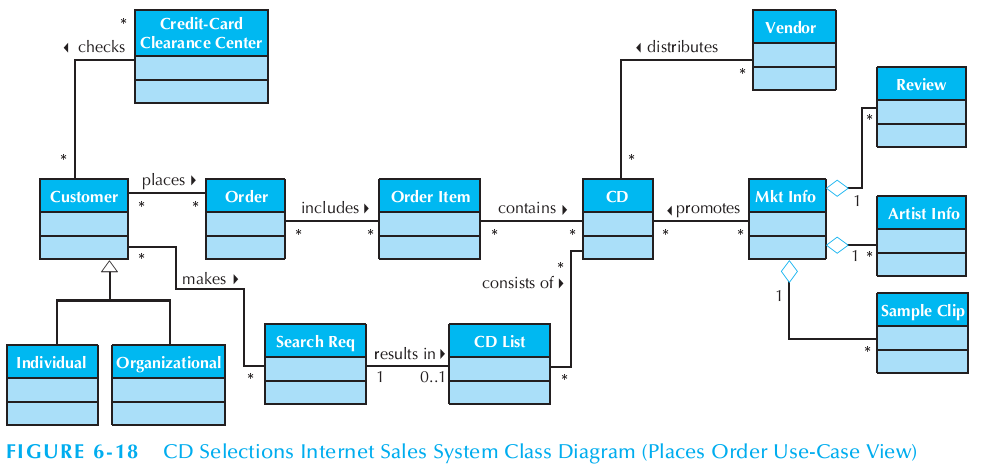 *
Credit-Card
Clearance Center
◂ checks
*
Vendor
◂ distributes
*
*
Review
*
1
Customer
places ▸
*
*
Order
includes ▸
*
*
Order Item
contains ▸
*
*
CD
◂ promotes
*
*
Mkt Info
Artist Info
1
*
*
makes ▸
*
consists of ▸
*
1
Sample Clip
*
Individual
Organizational
Search Req
results in ▸
1
0..1
CD List
*
FIGURE 6-18 CD Selections Internet Sales System Class Diagram (Places Order Use-Case View)